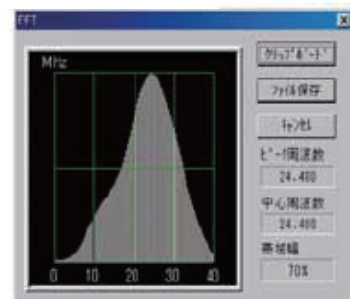 FFT
MHz
0 10 20 30 40
ｸﾘｯﾌﾟﾎﾞｰﾄﾞ
ﾌｧｲﾙ保存
ｷｬﾝｾﾙ
ﾋﾟｰｸ周波数
24.400
中心周波数
24.400
帯域幅
70%